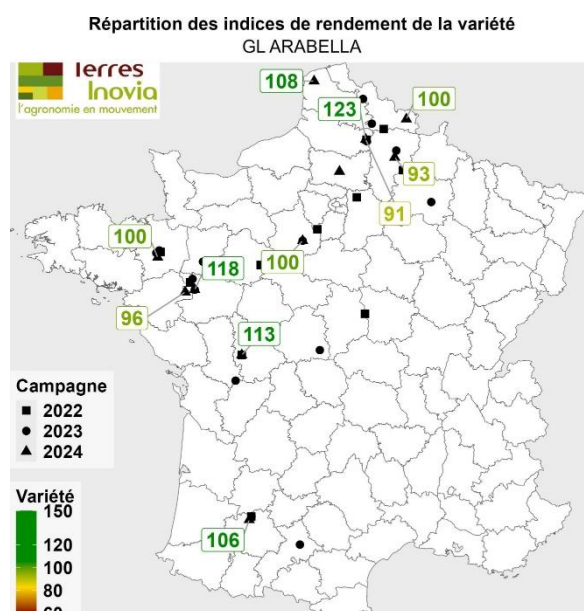 Répartition des indices de rendement de la variété
GL ARABELLA
Terres
Inovia
l'agronomie en mouvement
108
123
100
93
91
100
118
100
96
113
Campagne
2022
2023
2024
Variété
150
120
100
80
60
106